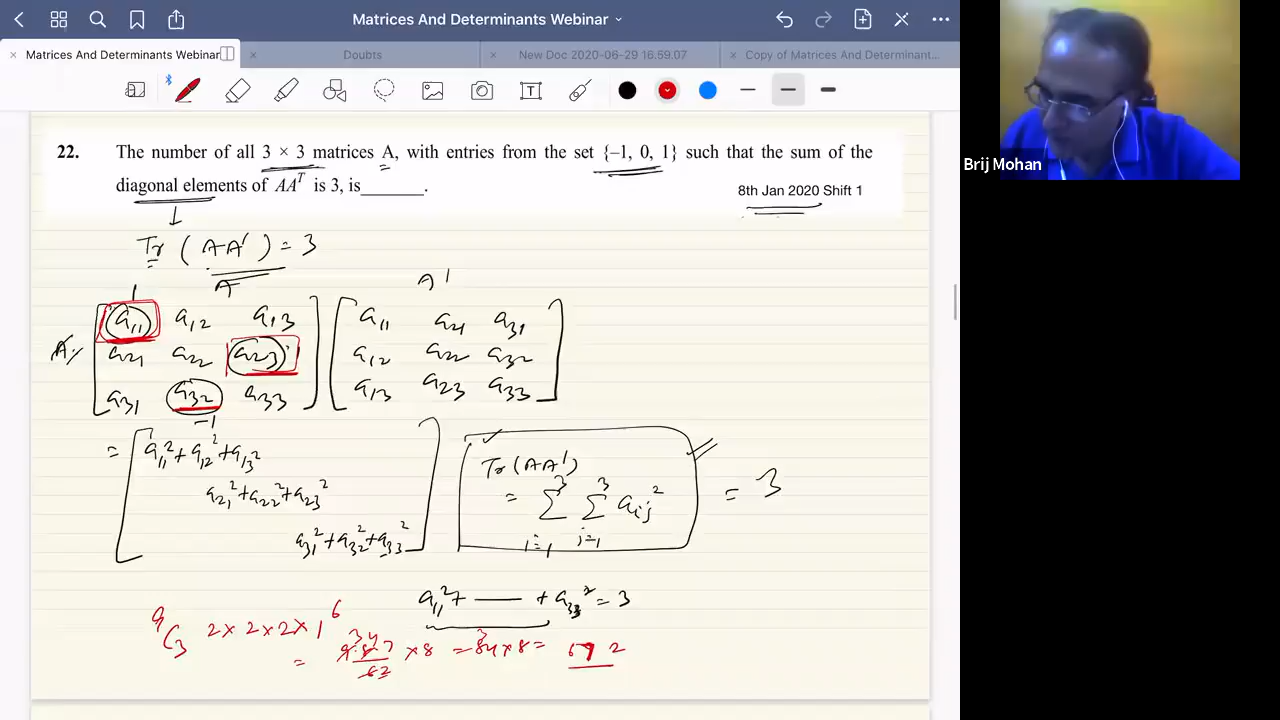 Matrices And Determinants Webinar
Matrices And Determinants Webinar
Doubts
New Doc 2020-06-29 16.59.07
Copy of Matrices And Determinant...
Brij Mohan
22. The number of all 3 × 3 matrices A, with entries from the set {–1, 0, 1} such that the sum of the
diagonal elements of AAᵀ is 3, is______.
8th Jan 2020 Shift 1
Tr (AA') = 3
A A'
1
a₁₁ a₁₂ a₁₃ a₁₁ a₂₁ a₃₁
a₂₁ a₂₂ a₂₃ a₁₂ a₂₂ a₃₂
a₃₁ a₃₂ a₃₃ a₁₃ a₂₃ a₃₃
-1
= a₁₁² + a₁₂² + a₁₃²
a₂₁² + a₂₂² + a₂₃²
a₃₁² + a₃₂² + a₃₃²
Tr (AA')
= Σ Σ aᵢⱼ² = 3
a₁₁² + — + a₃₃² = 3
⁹C₃ 2 × 2 × 2 × 1⁶
× 8 = 84 × 8 = 672